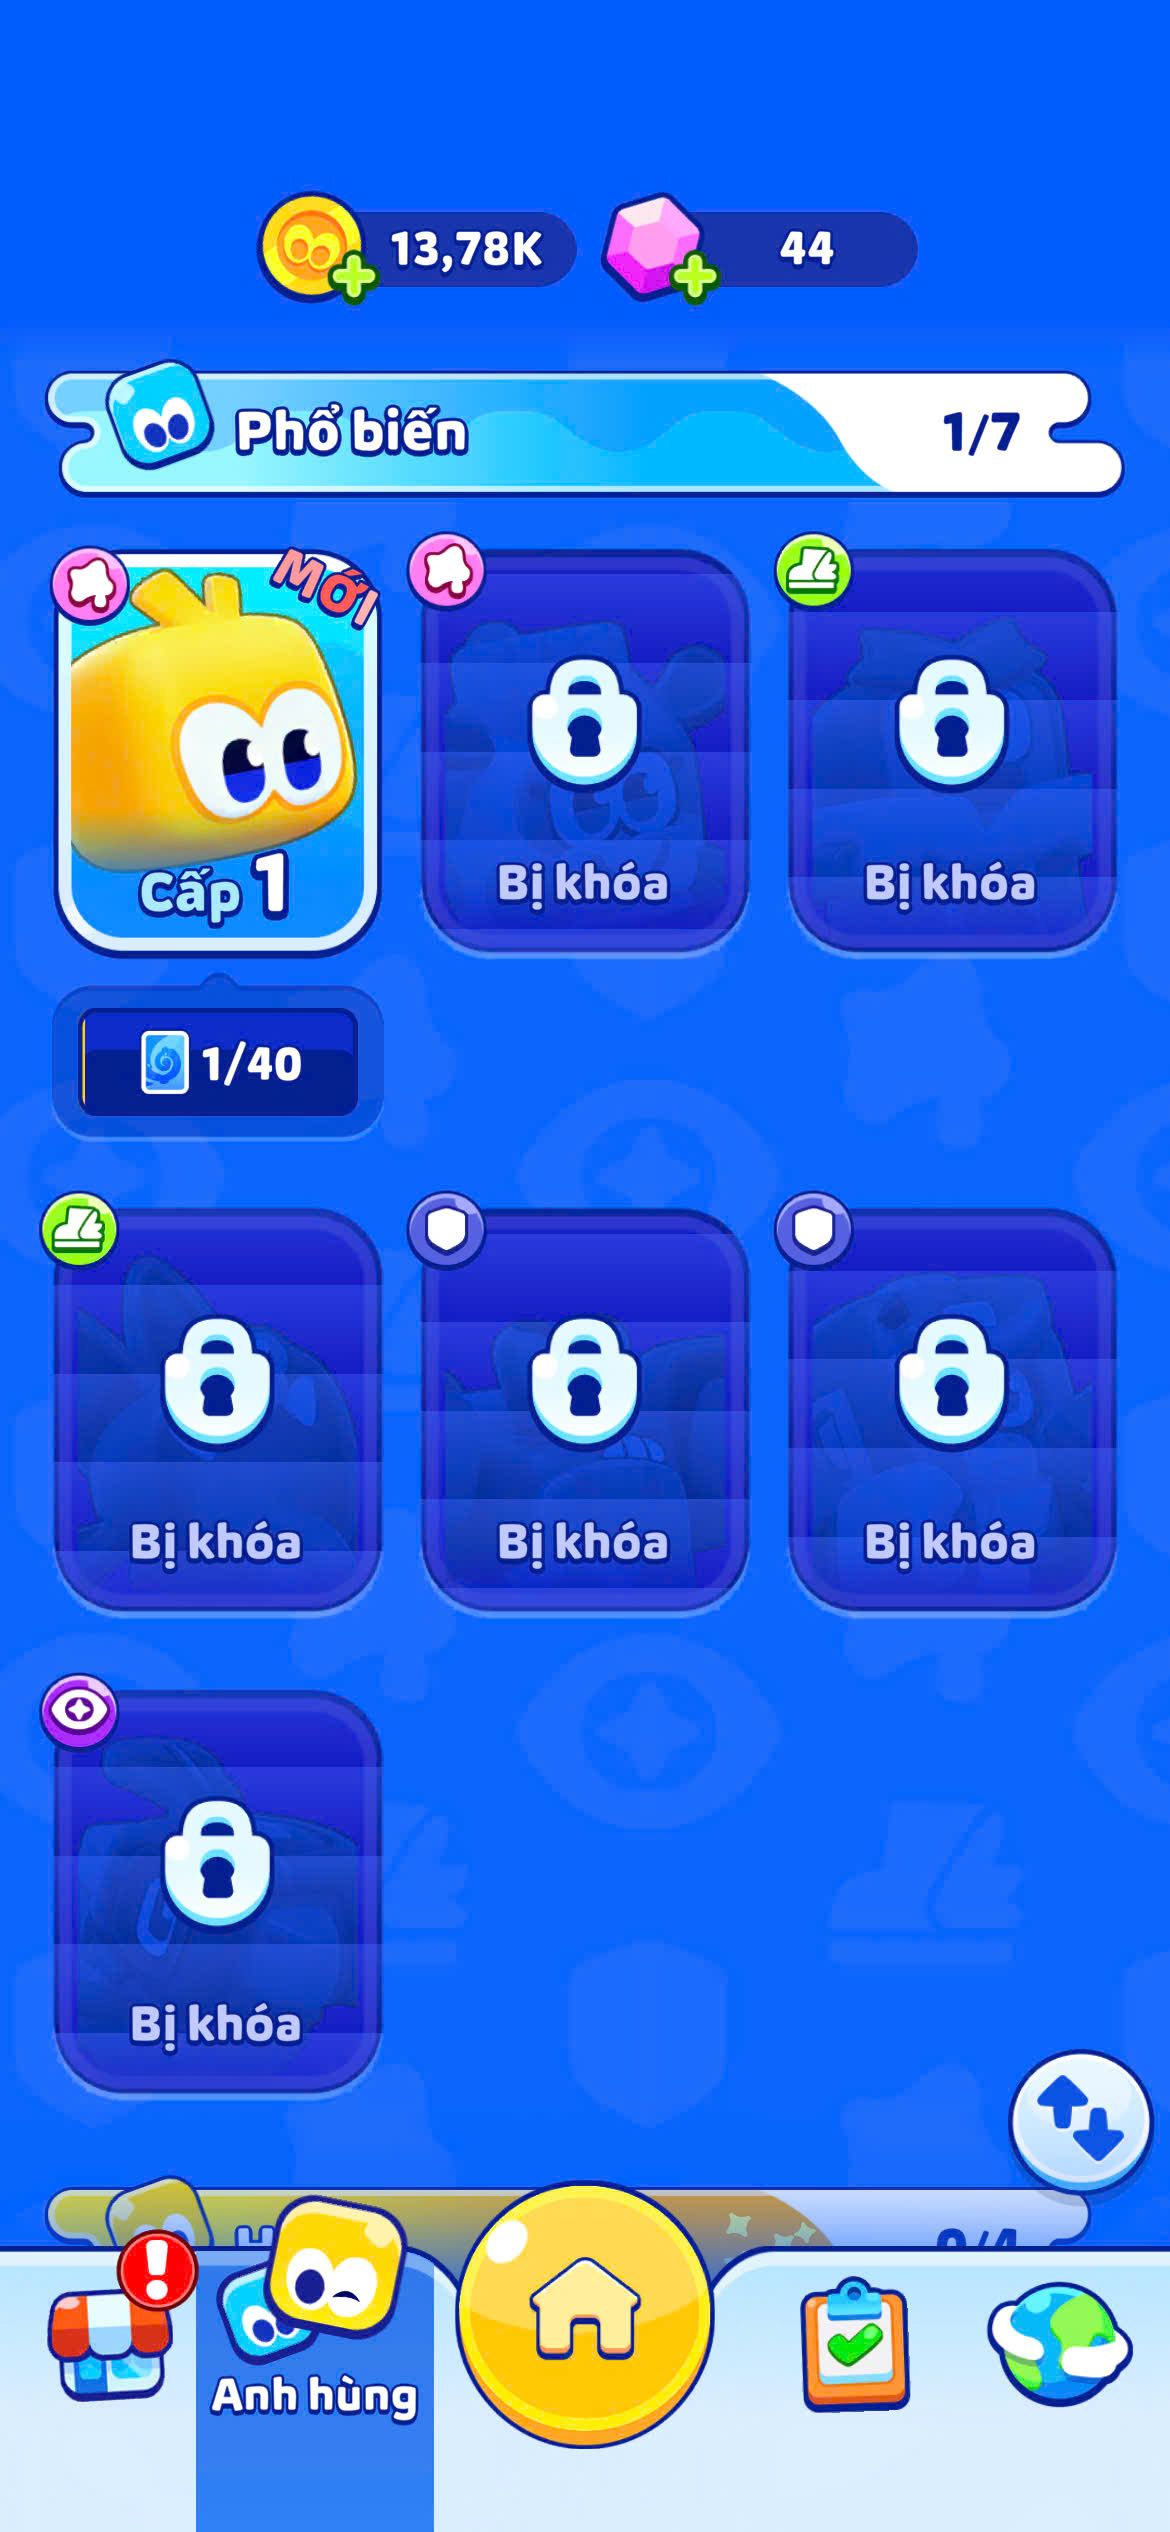 13,78K
44
Phổ biến
1/7
MỚI
Cấp 1
Bị khóa
Bị khóa
1/40
Bị khóa
Bị khóa
Bị khóa
Bị khóa
Anh hùng